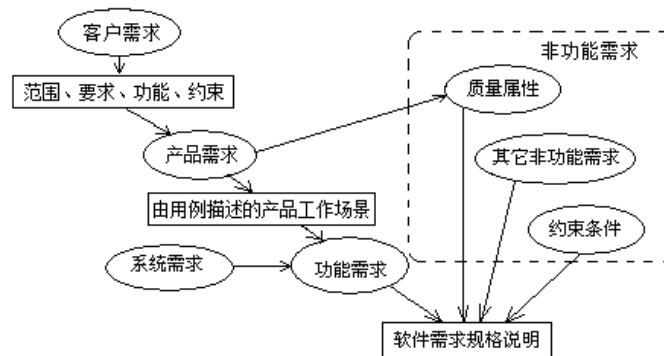 客户需求
非功能需求
范围、要求、功能、约束
质量属性
产品需求
其它非功能需求
由用例描述的产品工作场景
约束条件
系统需求
功能需求
软件需求规格说明